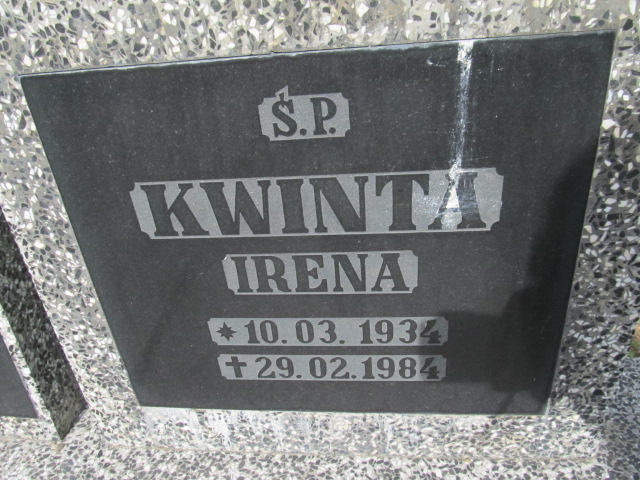 Ś.P.
KWINTA
IRENA
* 10.03.1934
✝ 29.02.1984